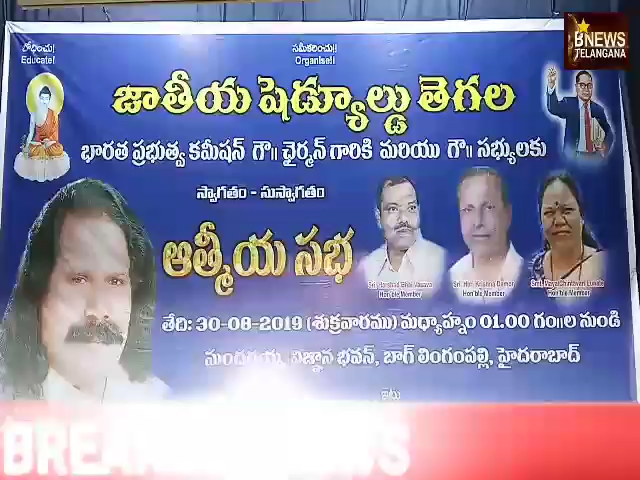 BNEWS
TELANGANA
బోధించు!
Educate!
సమీకరించు!!
Organise!!
జాతీయ షెడ్యూల్డు తెగల
భారత ప్రభుత్వ కమీషన్ గౌ॥ ఛైర్మన్ గారికి మరియు గౌ॥ సభ్యులకు
స్వాగతం - సుస్వాగతం
ఆత్మీయ సభ
Hon'ble Member
Hon'ble Member
Hon'ble Member
తేది: 30-08-2019 (శుక్రవారము) మధ్యాహ్నం 01.00 గం॥ల నుండి
విజ్ఞాన భవన్, బాగ్ లింగంపల్లి, హైదరాబాద్
ఇట్లు
BREAKING NEWS